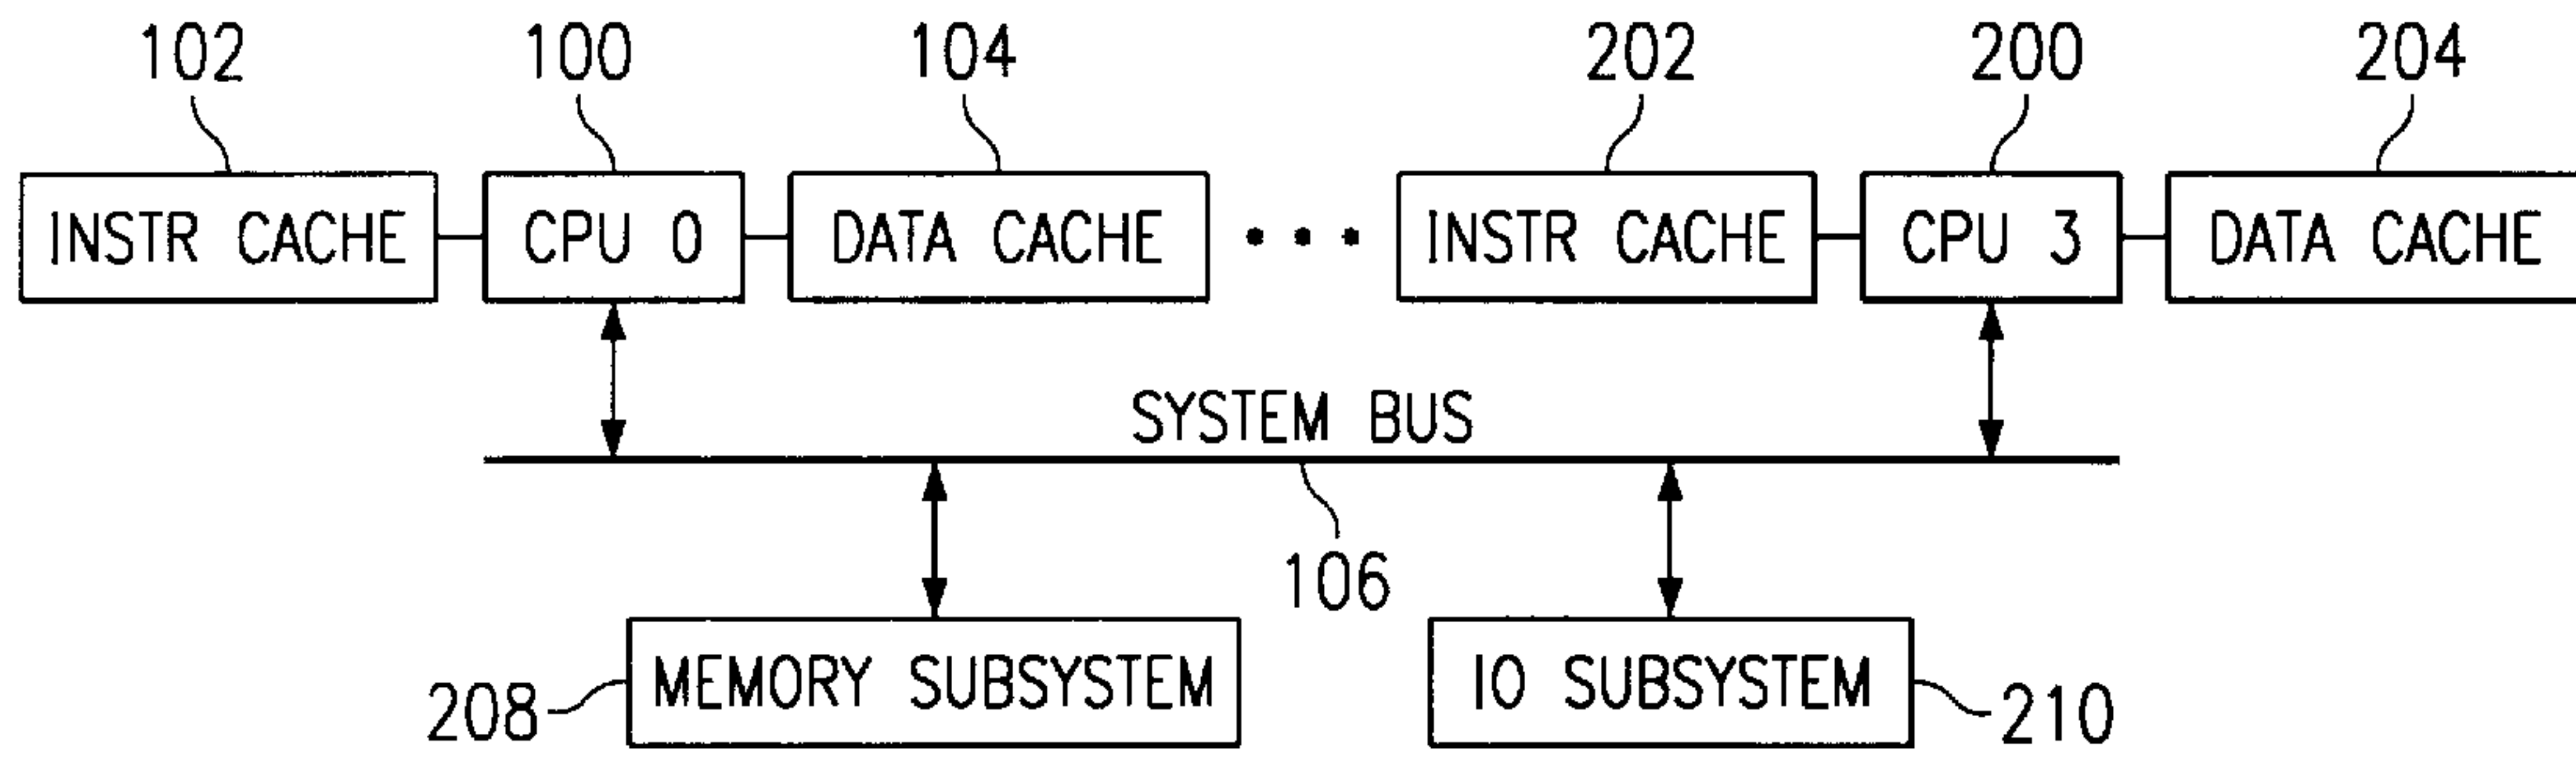 102 100 104 202 200 204
INSTR CACHE CPU 0 DATA CACHE • • • INSTR CACHE CPU 3 DATA CACHE
SYSTEM BUS
106
MEMORY SUBSYSTEM IO SUBSYSTEM
208 210